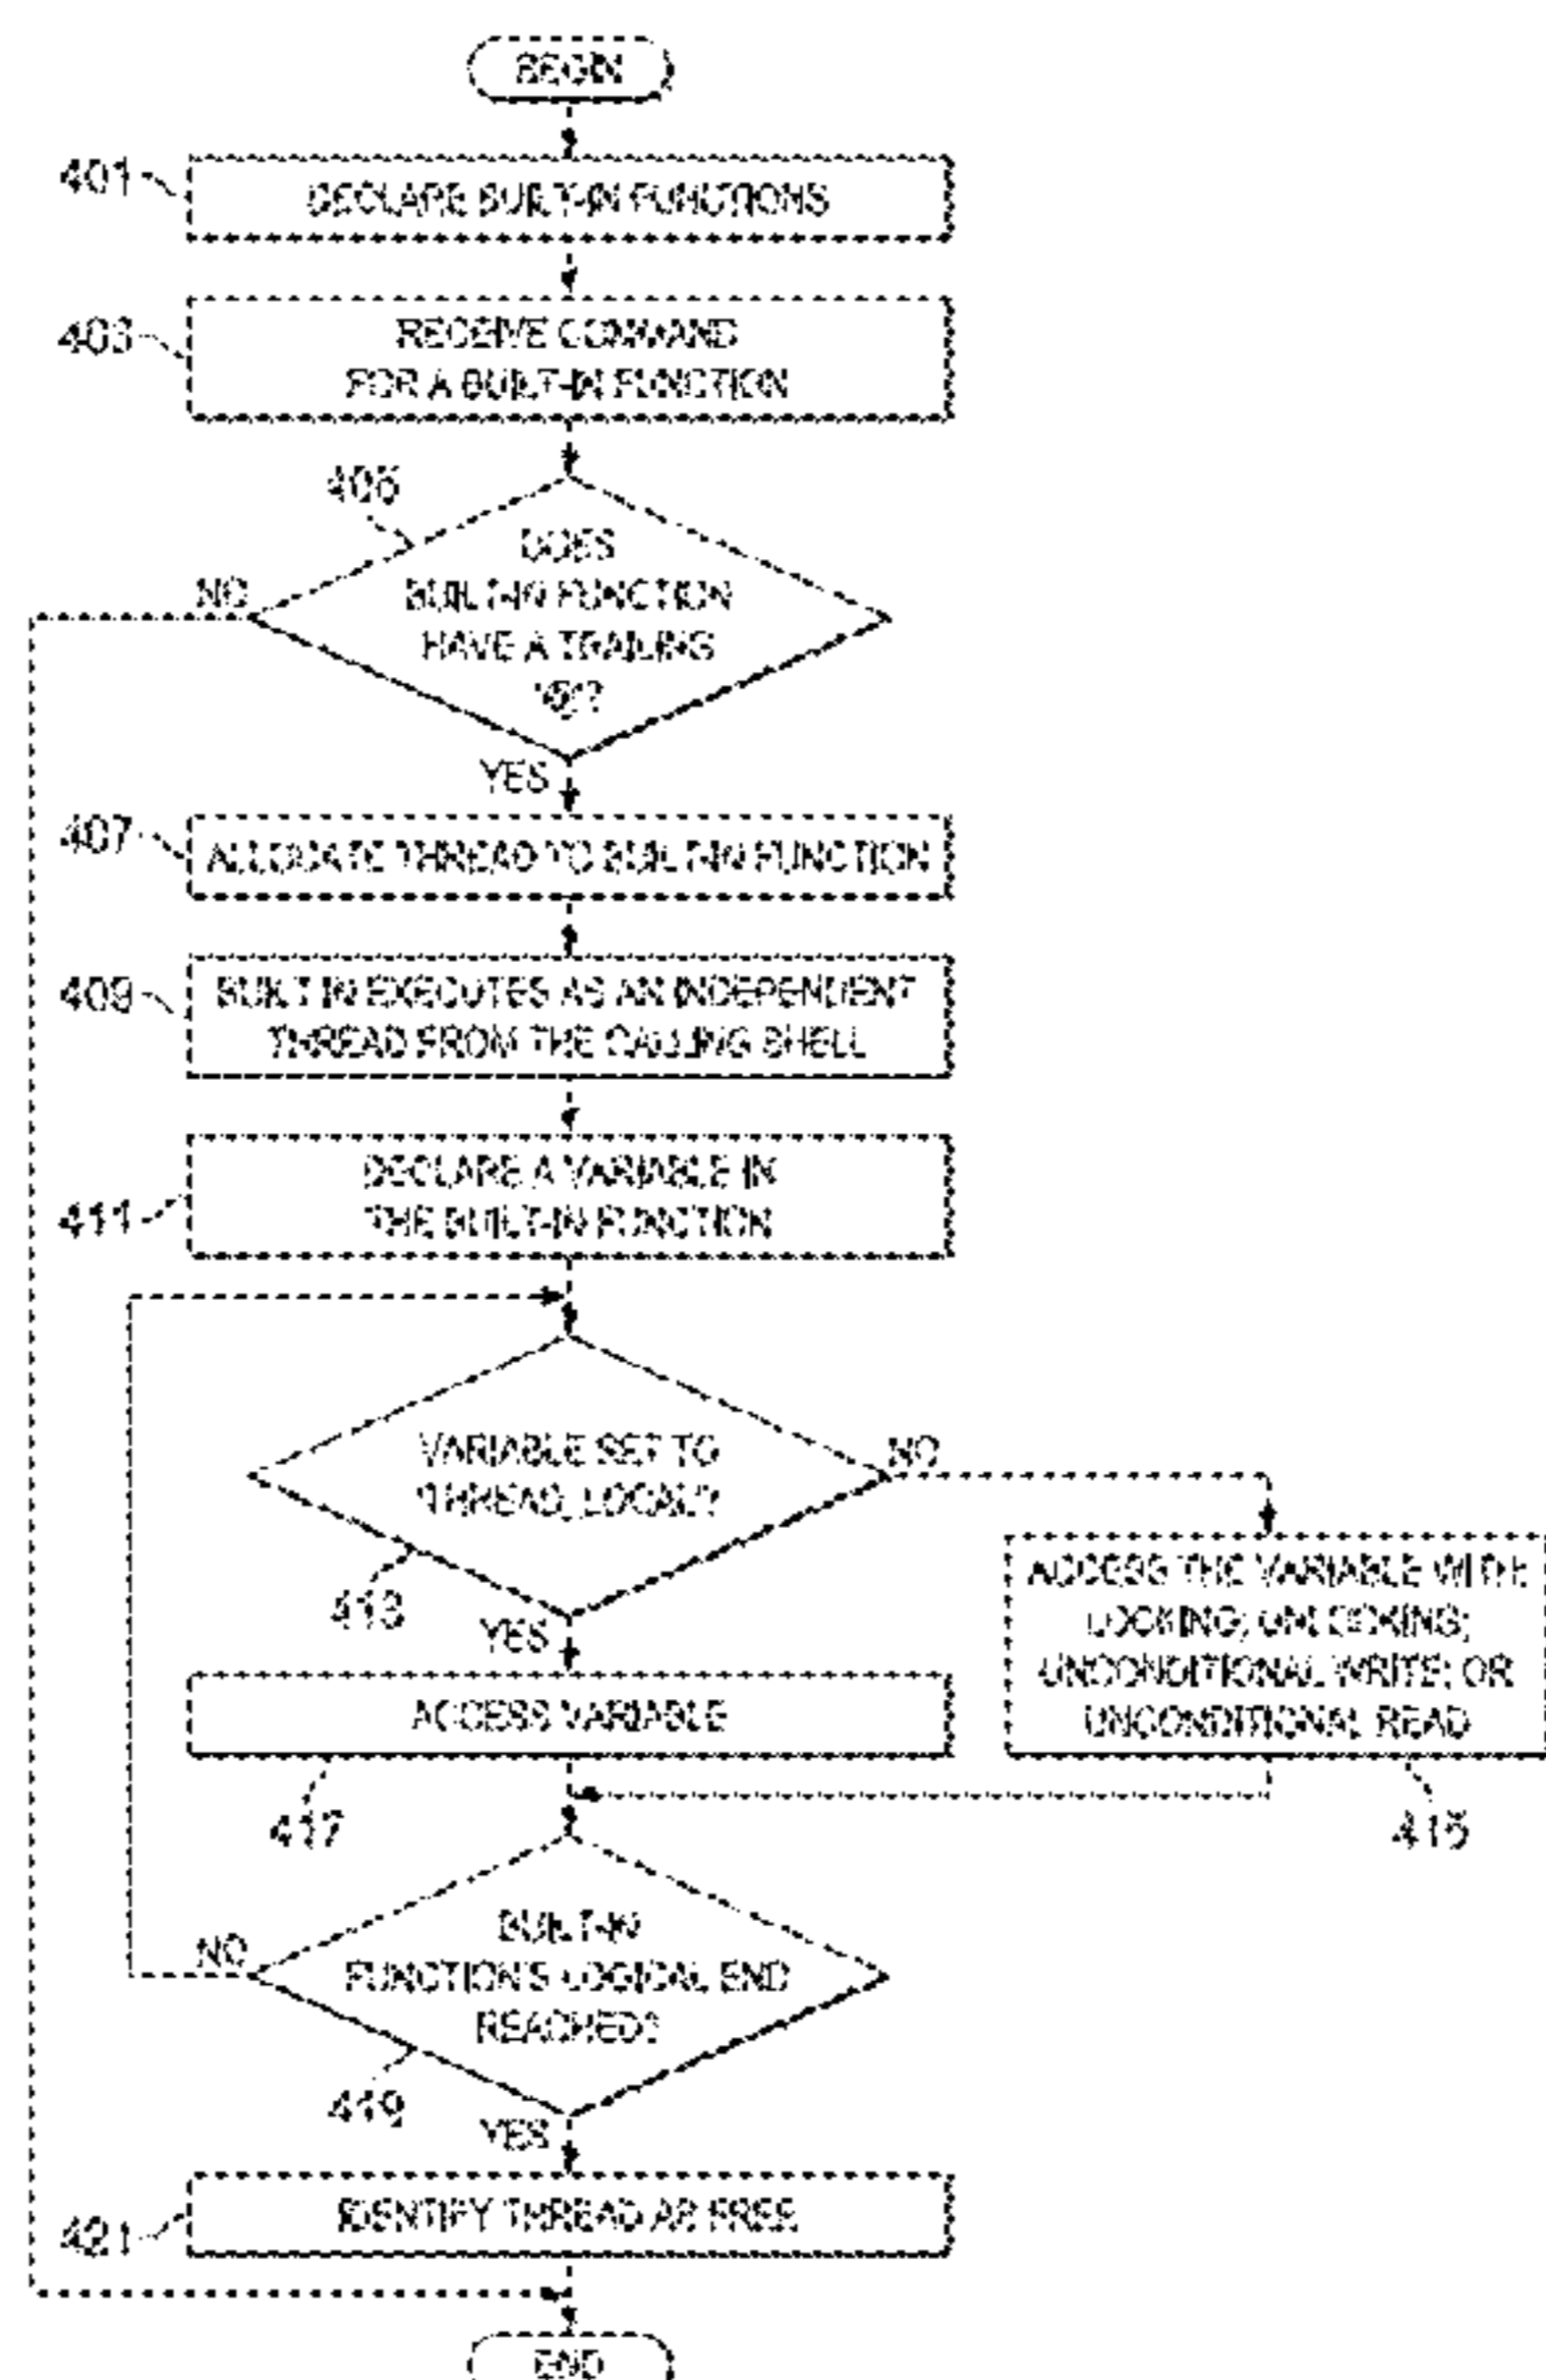 BEGIN
401
DECLARE BUILT-IN FUNCTIONS
403
RECEIVE COMMAND
FOR A BUILT-IN FUNCTION
405
DOES
BUILT-IN FUNCTION
HAVE A TRAILING
NO
YES
407
ALLOCATE THREAD TO BUILT-IN FUNCTION
409
BUILT IN EXECUTES AS AN INDEPENDENT
THREAD FROM THE CALLING SHELL
411
DECLARE A VARIABLE IN
THE BUILT-IN FUNCTION
VARIABLE SET TO
THREAD_LOCAL?
NO
413
YES
ACCESS THE VARIABLE WITH
LOCKING; UNLOCKING;
UNCONDITIONAL WRITE; OR
UNCONDITIONAL READ
ACCESS VARIABLE
417
415
BUILT-IN
FUNCTION'S LOGICAL END
REACHED?
NO
419
YES
421
IDENTIFY THREAD AS FREE
END